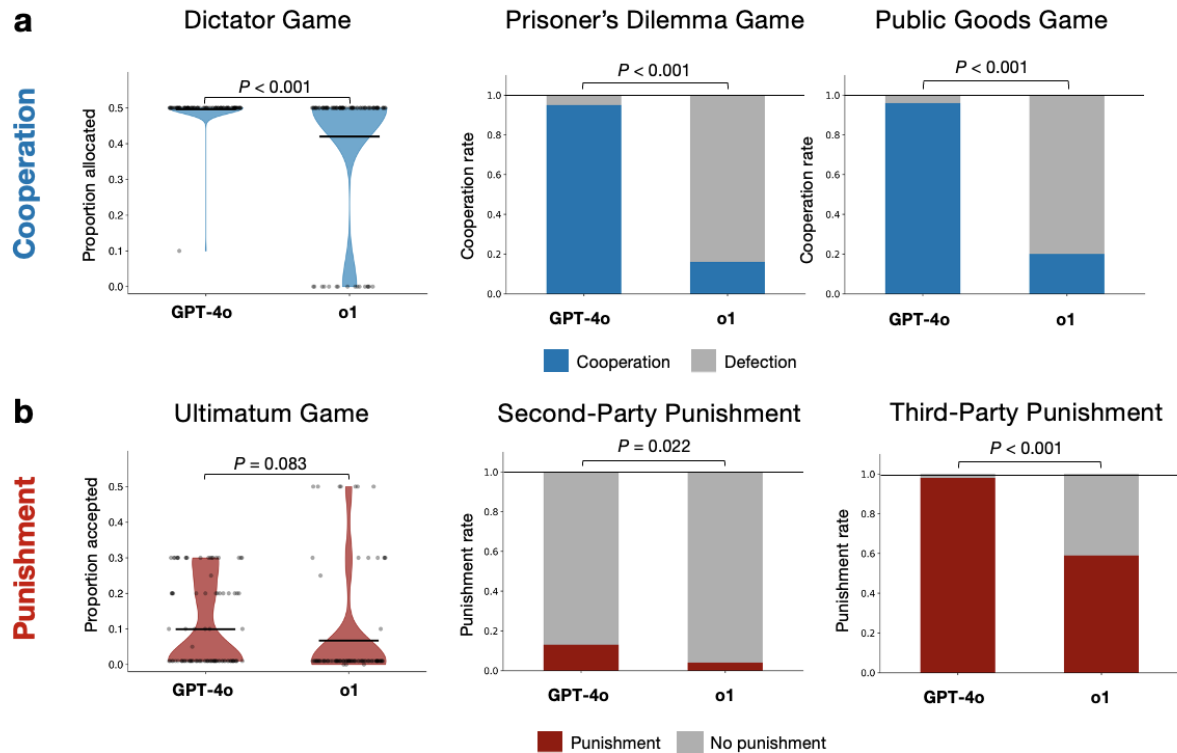 a
Cooperation
Dictator Game
P < 0.001
Proportion allocated
0.5
0.4
0.3
0.2
0.1
0.0
GPT-4o o1
Prisoner's Dilemma Game
P < 0.001
Cooperation rate
1.0
0.8
0.6
0.4
0.2
0.0
GPT-4o o1
Public Goods Game
P < 0.001
Cooperation rate
1.0
0.8
0.6
0.4
0.2
0.0
GPT-4o o1
Cooperation Defection
b
Punishment
Ultimatum Game
P = 0.083
Proportion accepted
0.5
0.4
0.3
0.2
0.1
0.0
GPT-4o o1
Second-Party Punishment
P = 0.022
Punishment rate
1.0
0.8
0.6
0.4
0.2
0.0
GPT-4o o1
Third-Party Punishment
P < 0.001
Punishment rate
1.0
0.8
0.6
0.4
0.2
0.0
GPT-4o o1
Punishment No punishment